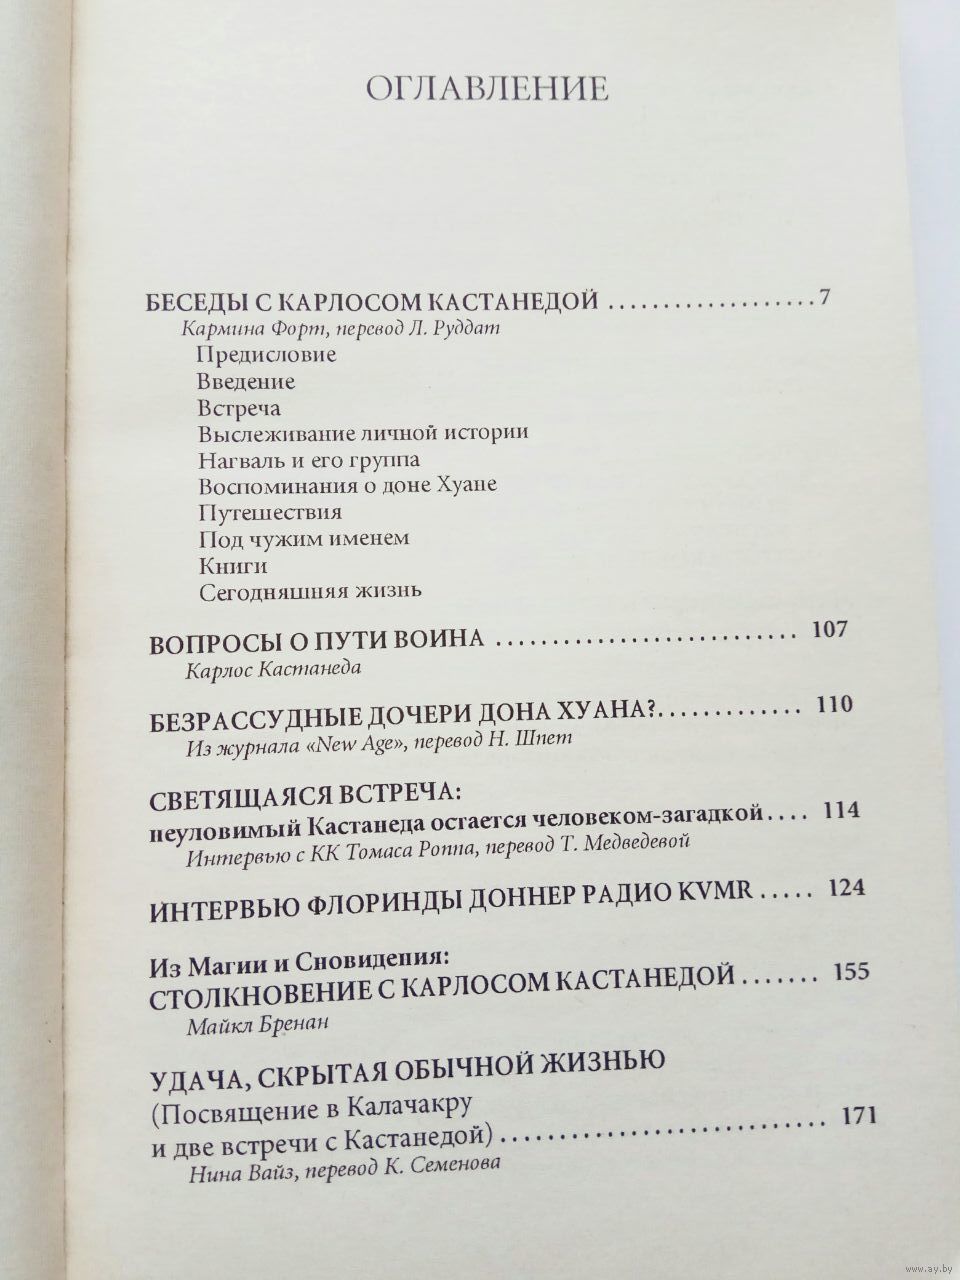 ОГЛАВЛЕНИЕ
БЕСЕДЫ С КАРЛОСОМ КАСТАНЕДОЙ ................... 7
Кармина Форт, перевод Л. Руддат
Предисловие
Введение
Встреча
Выслеживание личной истории
Нагваль и его группа
Воспоминания о доне Хуане
Путешествия
Под чужим именем
Книги
Сегодняшняя жизнь
ВОПРОСЫ О ПУТИ ВОИНА ........................... 107
Карлос Кастанеда
БЕЗРАССУДНЫЕ ДОЧЕРИ ДОНА ХУАНА?............. 110
Из журнала «New Age», перевод Н. Шпет
СВЕТЯЩАЯСЯ ВСТРЕЧА:
неуловимый Кастанеда остается человеком-загадкой.... 114
Интервью с КК Томаса Роппа, перевод Т. Медведевой
ИНТЕРВЬЮ ФЛОРИНДЫ ДОННЕР РАДИО KVMR ..... 124
Из Магии и Сновидения:
СТОЛКНОВЕНИЕ С КАРЛОСОМ КАСТАНЕДОЙ ....... 155
Майкл Бренан
УДАЧА, СКРЫТАЯ ОБЫЧНОЙ ЖИЗНЬЮ
(Посвящение в Калачакру
и две встречи с Кастанедой) .............................. 171
Нина Вайз, перевод К. Семенова
www.ay.by